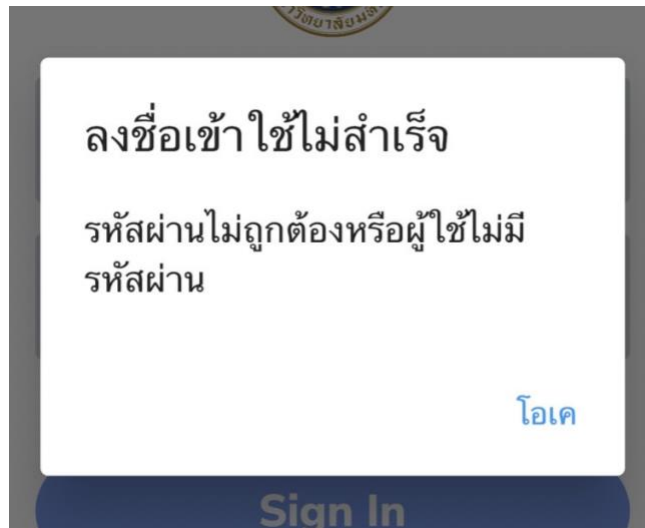 ลงชื่อเข้าใช้ไม่สำเร็จ
รหัสผ่านไม่ถูกต้องหรือผู้ใช้ไม่มี
รหัสผ่าน
โอเค
Sign In